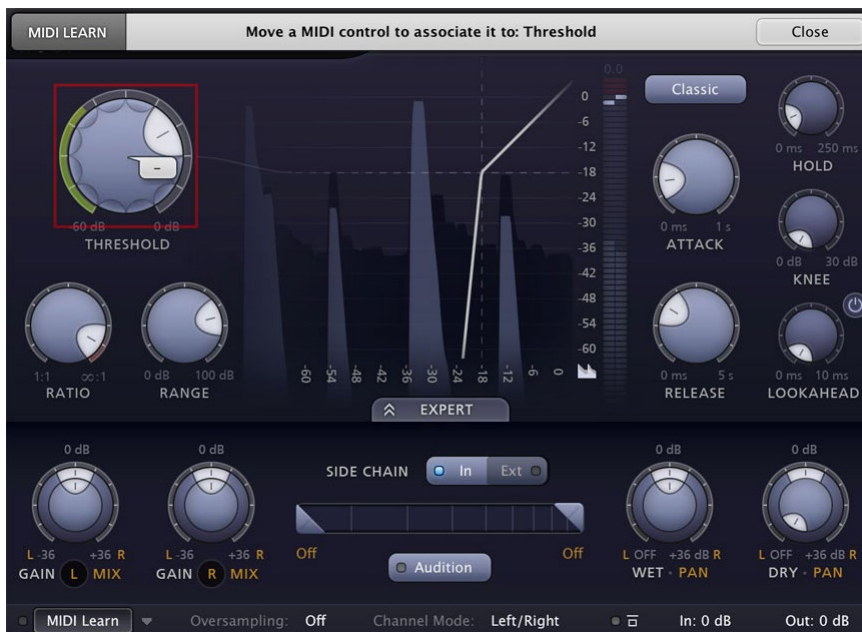 MIDI LEARN Move a MIDI control to associate it to: Threshold Close
0.0
Classic
0 ms 250 ms
HOLD
-60 dB 0 dB
THRESHOLD
0
-6
-12
-18
-24
-30
-36
-42
-48
-54
-60
0 ms 1 s
ATTACK
0 dB 30 dB
KNEE
1:1 ∞:1
RATIO
0 dB 100 dB
RANGE
-60 -54 -48 -42 -36 -30 -24 -18 -12 -6 0
0 ms 5 s
RELEASE
0 ms 10 ms
LOOKAHEAD
EXPERT
0 dB
L -36 +36 R
GAIN L MIX
0 dB
L -36 +36 R
GAIN R MIX
SIDE CHAIN In Ext
Off Off
Audition
0 dB
L OFF +36 dB R
WET · PAN
0 dB
L OFF +36 dB R
DRY · PAN
MIDI Learn Oversampling: Off Channel Mode: Left/Right In: 0 dB Out: 0 dB